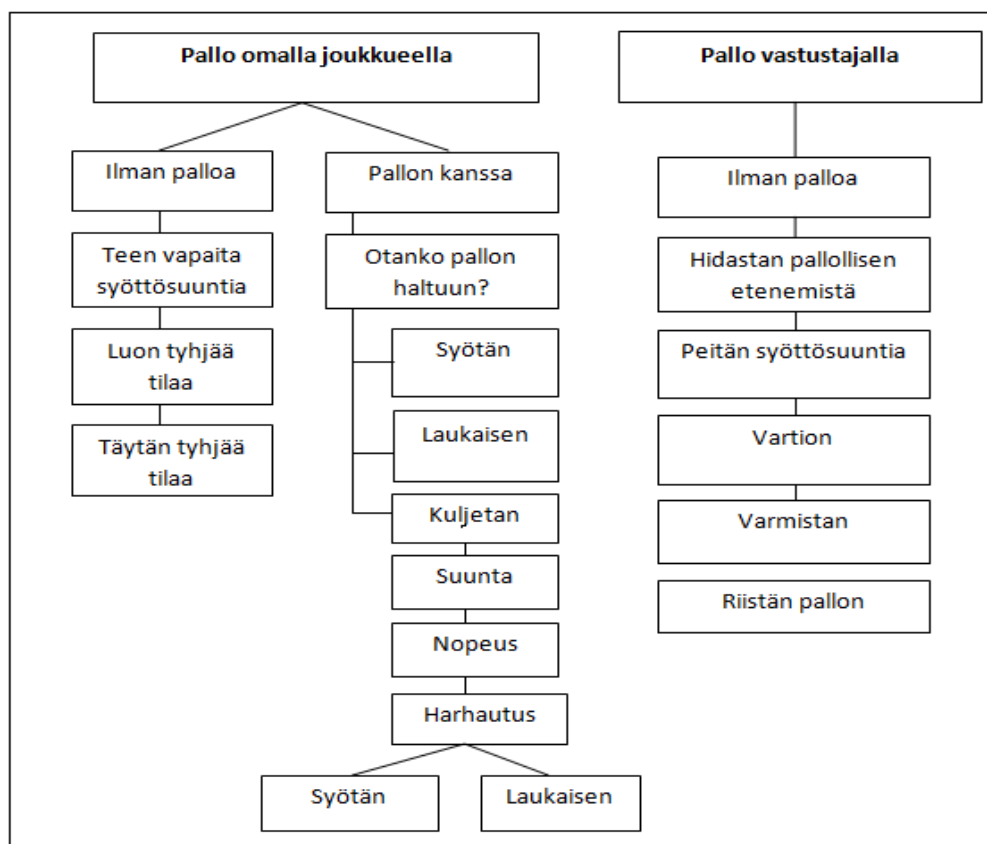 Pallo omalla joukkueella
Ilman palloa
Teen vapaita
syöttösuuntia
Luon tyhjää
tilaa
Täytän tyhjää
tilaa
Pallon kanssa
Otanko pallon
haltuun?
Syötän
Laukaisen
Kuljetan
Suunta
Nopeus
Harhautus
Syötän
Laukaisen
Pallo vastustajalla
Ilman palloa
Hidastan pallollisen
etenemistä
Peitän syöttösuuntia
Vartion
Varmistan
Riistän pallon